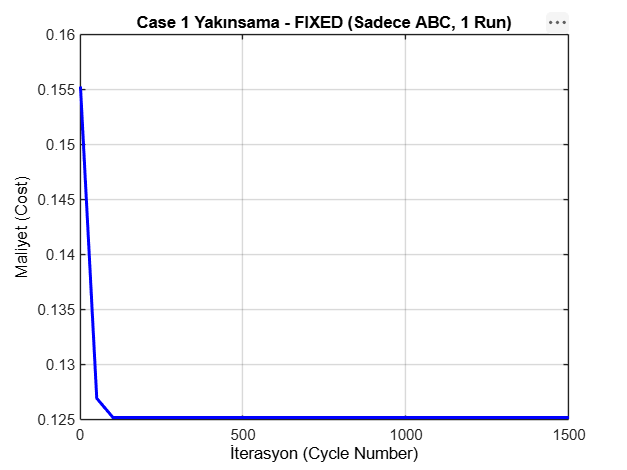 Case 1 Yakınsama - FIXED (Sadece ABC, 1 Run)
0.16
0.155
0.15
0.145
0.14
0.135
0.13
0.125
Maliyet (Cost)
0 500 1000 1500
İterasyon (Cycle Number)